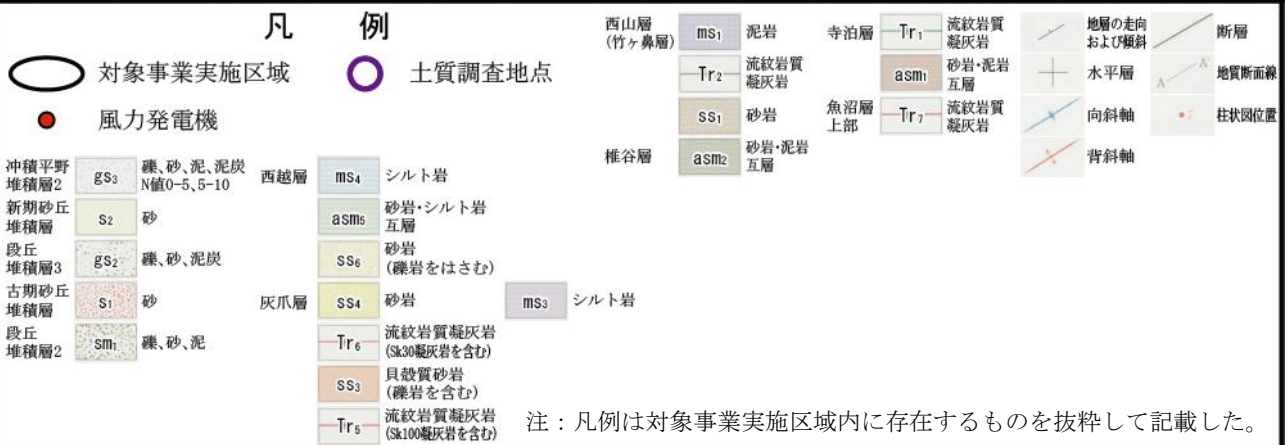 凡 例
対象事業実施区域
土質調査地点
風力発電機
冲積平野
堆積層2
gs3
礫、砂、泥、泥炭
N値0-5、5-10
新期砂丘
堆積層
s2
砂
段丘
堆積層3
gs2
礫、砂、泥炭
古期砂丘
堆積層
s1
砂
段丘
堆積層2
sm1
礫、砂、泥
西越層
ms4
シルト岩
asm5
砂岩・シルト岩
互層
ss6
砂岩
(礫岩をはさむ)
灰爪層
ss4
砂岩
ms3
シルト岩
Tr6
流紋岩質凝灰岩
(Sk30凝灰岩を含む)
ss3
貝殻質砂岩
(礫岩を含む)
Tr5
流紋岩質凝灰岩
(Sk100凝灰岩を含む)
西山層
(竹ヶ鼻層)
ms1
泥岩
Tr2
流紋岩質
凝灰岩
ss1
砂岩
椎谷層
asm2
砂岩・泥岩
互層
寺泊層
Tr1
流紋岩質
凝灰岩
asm1
砂岩・泥岩
互層
魚沼層
上部
Tr7
流紋岩質
凝灰岩
地層の走向
および傾斜
水平層
向斜軸
背斜軸
断層
A A'
地質断面線
7
柱状図位置
注：凡例は対象事業実施区域内に存在するものを抜粋して記載した。